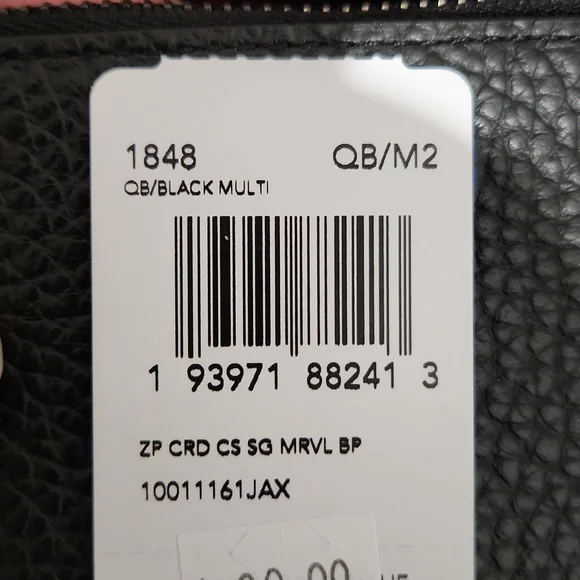 1848 QB/M2
QB/BLACK MULTI
1 93971 88241 3
ZP CRD CS SG MRVL BP
10011161JAX